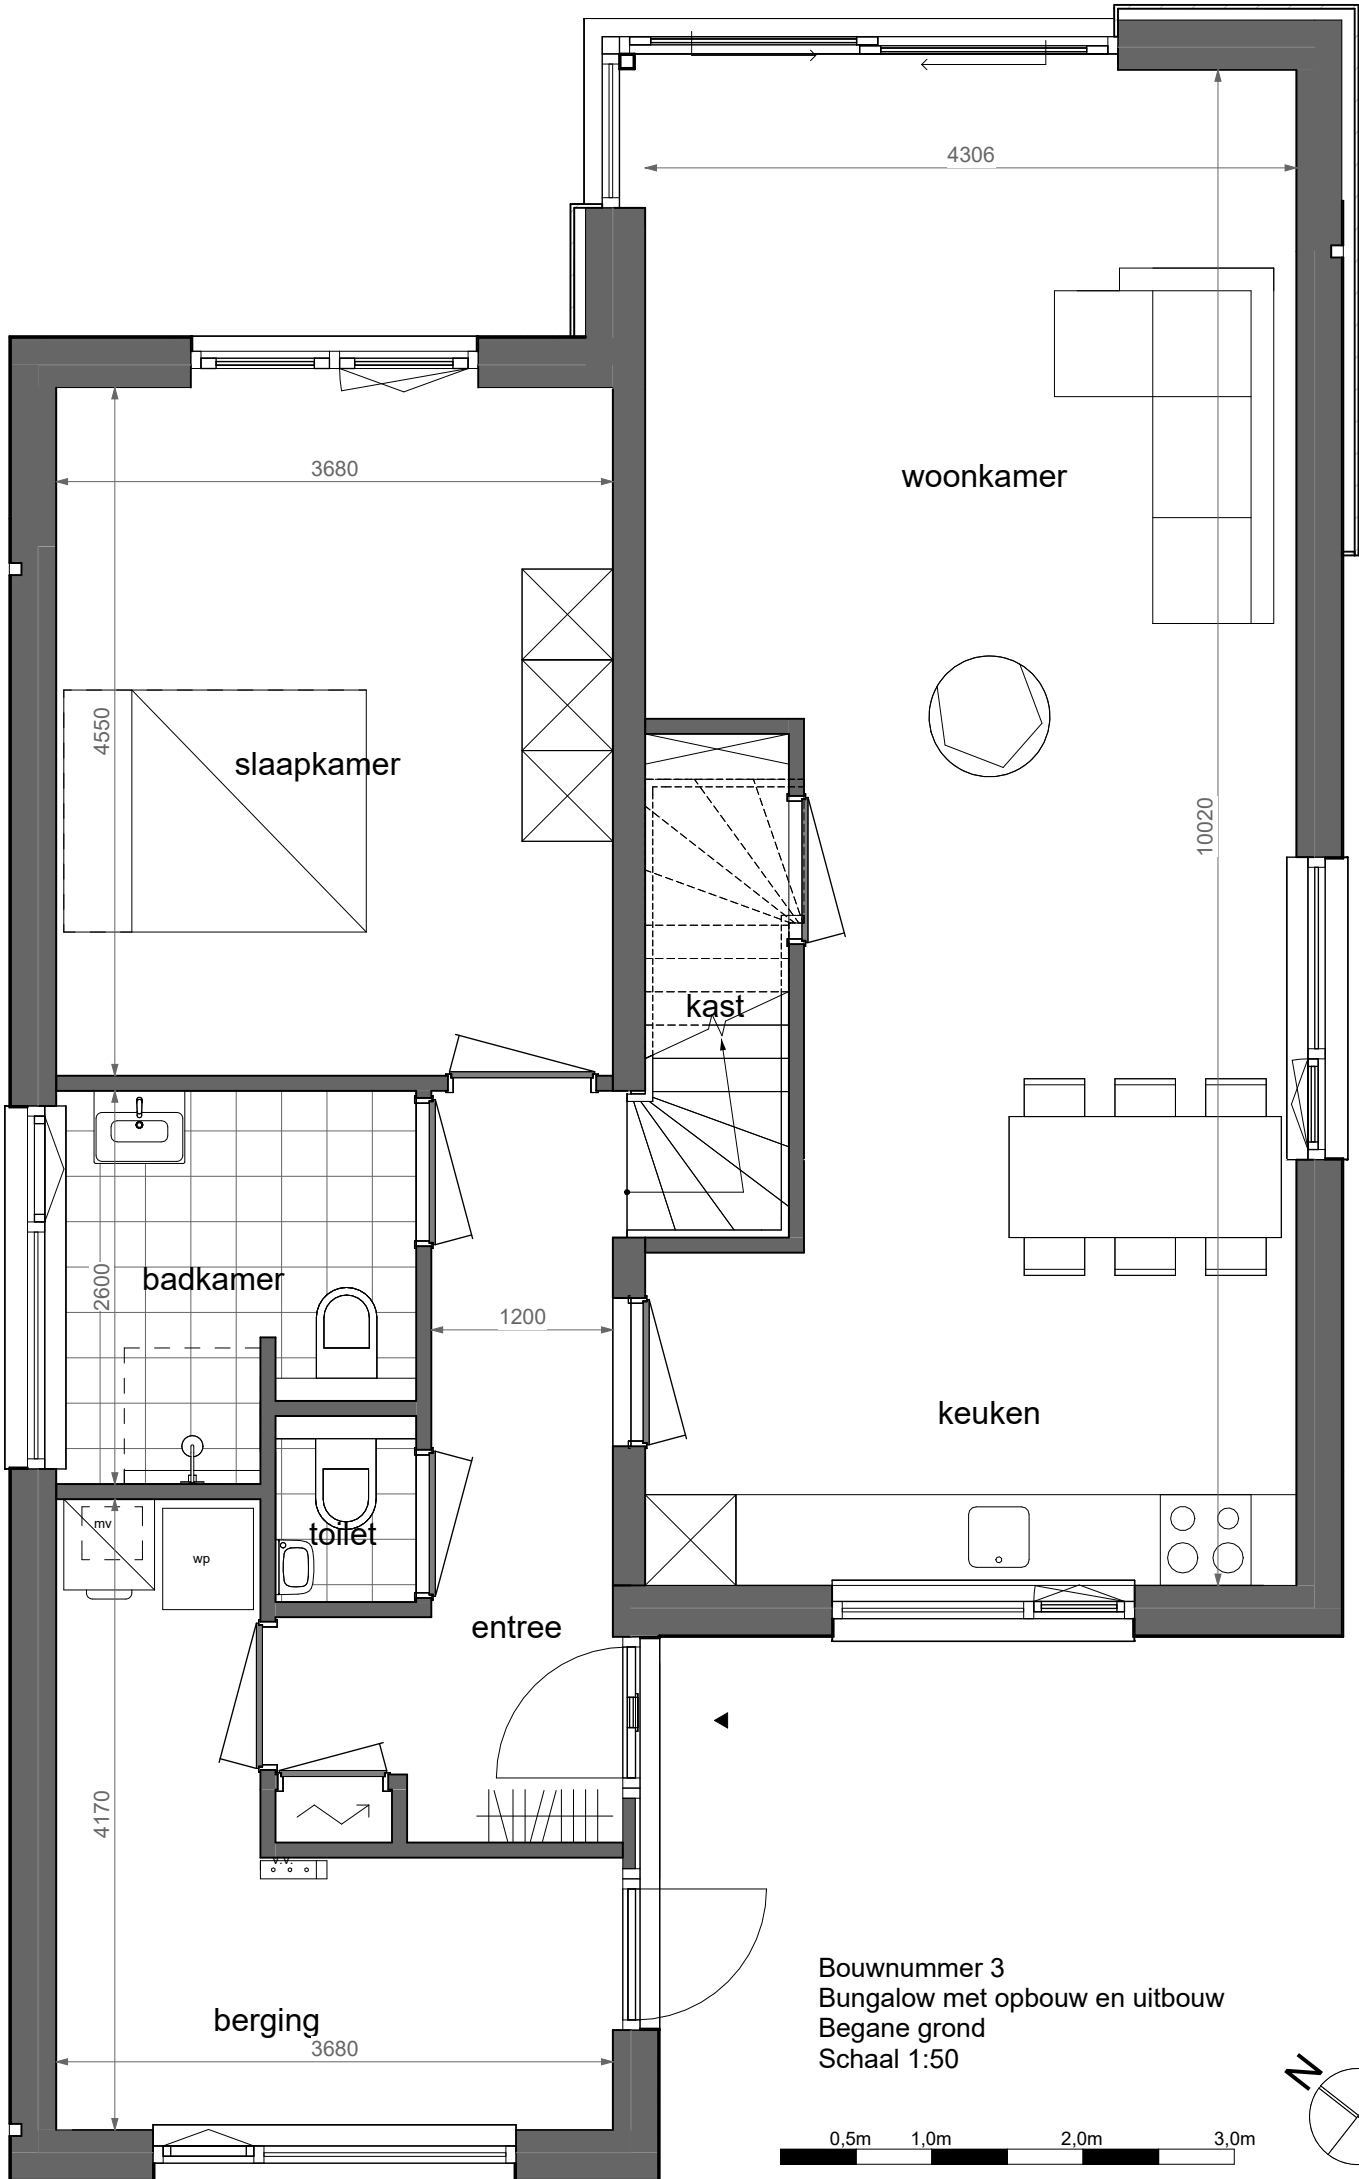 4306
woonkamer
3680
4550
slaapkamer
10020
kast
badkamer
2600
1200
keuken
mv
wp
toilet
entree
4170
v.v.
berging
3680
Bouwnummer 3
Bungalow met opbouw en uitbouw
Begane grond
Schaal 1:50
N
0,5m 1,0m 2,0m 3,0m